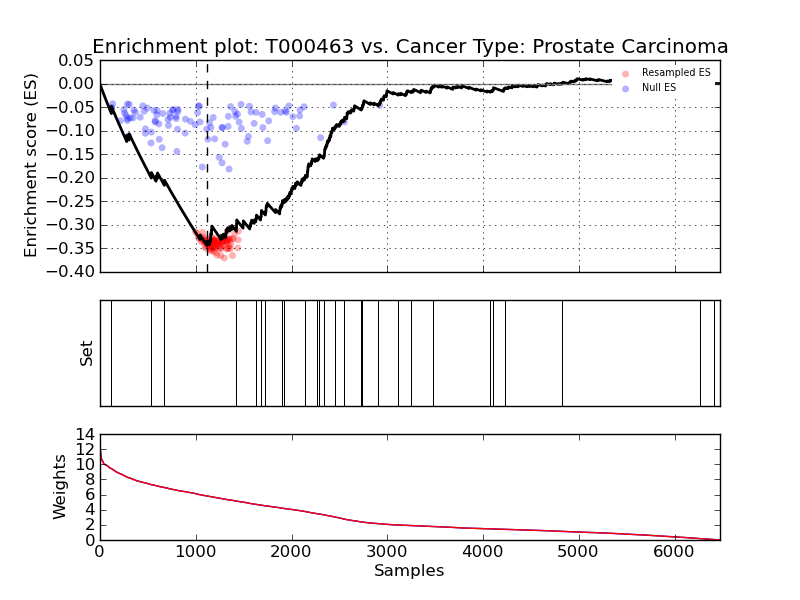 Enrichment plot: T000463 vs. Cancer Type: Prostate Carcinoma
Enrichment score (ES)
0.05
0.00
−0.05
−0.10
−0.15
−0.20
−0.25
−0.30
−0.35
−0.40
Resampled ES
Null ES
Set
Weights
14
12
10
8
6
4
2
0
0 1000 2000 3000 4000 5000 6000
Samples